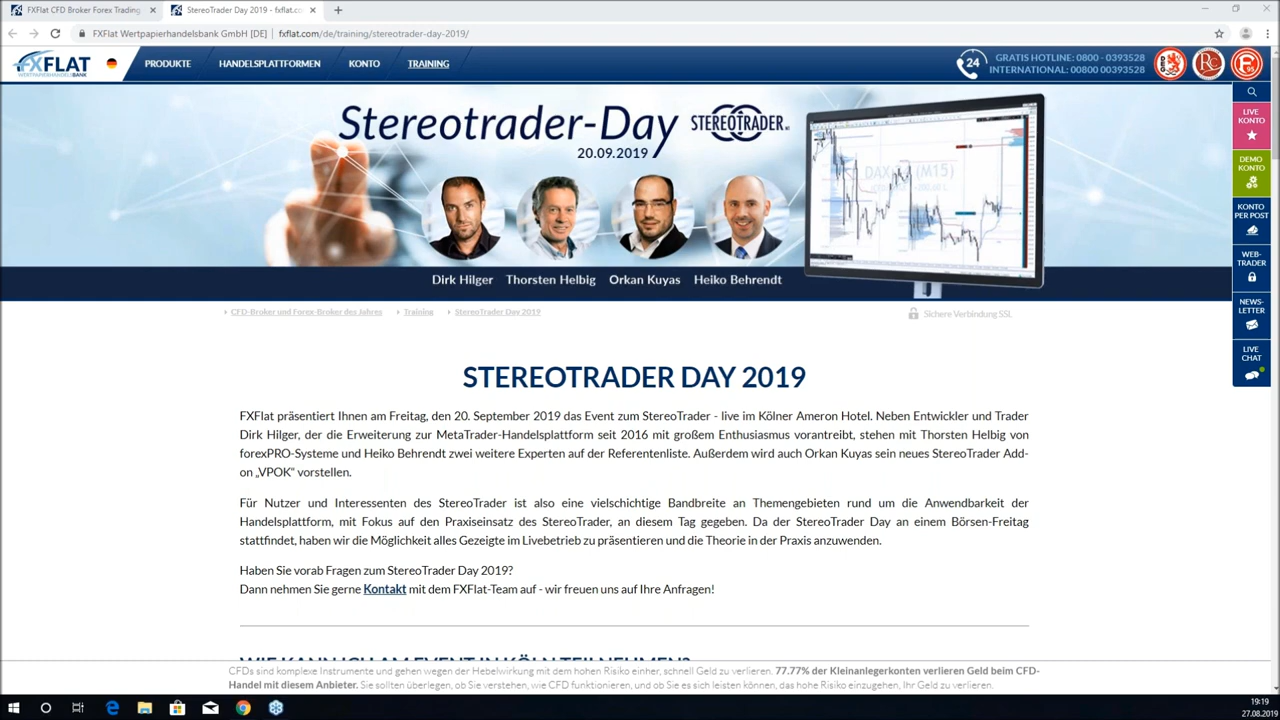 FXFlat CFD Broker Forex Trading
StereoTrader Day 2019 - fxflat.co
FXFlat Wertpapierhandelsbank GmbH [DE] | fxflat.com/de/training/stereotrader-day-2019/
FXFLAT
WERTPAPIERHANDELSBANK
PRODUKTE
HANDELSPLATTFORMEN
KONTO
TRAINING
24
GRATIS HOTLINE: 0800 - 0393528
INTERNATIONAL: 00800 00393528
Stereotrader-Day
20.09.2019
STEREOTRADER
DAX (M15)
LIVE
KONTO
DEMO
KONTO
KONTO
PER POST
WEB-
TRADER
NEWS-
LETTER
LIVE
CHAT
Dirk Hilger
Thorsten Helbig
Orkan Kuyas
Heiko Behrendt
CFD-Broker und Forex-Broker des Jahres
Training
StereoTrader Day 2019
Sichere Verbindung SSL
STEREOTRADER DAY 2019
FXFlat präsentiert Ihnen am Freitag, den 20. September 2019 das Event zum StereoTrader - live im Kölner Ameron Hotel. Neben Entwickler und Trader
Dirk Hilger, der die Erweiterung zur MetaTrader-Handelsplattform seit 2016 mit großem Enthusiasmus vorantreibt, stehen mit Thorsten Helbig von
forexPRO-Systeme und Heiko Behrendt zwei weitere Experten auf der Referentenliste. Außerdem wird auch Orkan Kuyas sein neues StereoTrader Add-
on „VPOK“ vorstellen.
Für Nutzer und Interessenten des StereoTrader ist also eine vielschichtige Bandbreite an Themengebieten rund um die Anwendbarkeit der
Handelsplattform, mit Fokus auf den Praxiseinsatz des StereoTrader, an diesem Tag gegeben. Da der StereoTrader Day an einem Börsen-Freitag
stattfindet, haben wir die Möglichkeit alles Gezeigte im Livebetrieb zu präsentieren und die Theorie in der Praxis anzuwenden.
Haben Sie vorab Fragen zum StereoTrader Day 2019?
Dann nehmen Sie gerne Kontakt mit dem FXFlat-Team auf - wir freuen uns auf Ihre Anfragen!
WIE KANN ICH AM EVENT IN KÖLN TEILNEHMEN?
CFDs sind komplexe Instrumente und gehen wegen der Hebelwirkung mit dem hohen Risiko einher, schnell Geld zu verlieren. 77.77% der Kleinanlegerkonten verlieren Geld beim CFD-
Handel mit diesem Anbieter. Sie sollten überlegen, ob Sie verstehen, wie CFD funktionieren, und ob Sie es sich leisten können, das hohe Risiko einzugehen, Ihr Geld zu verlieren.
19:19
27.08.2019